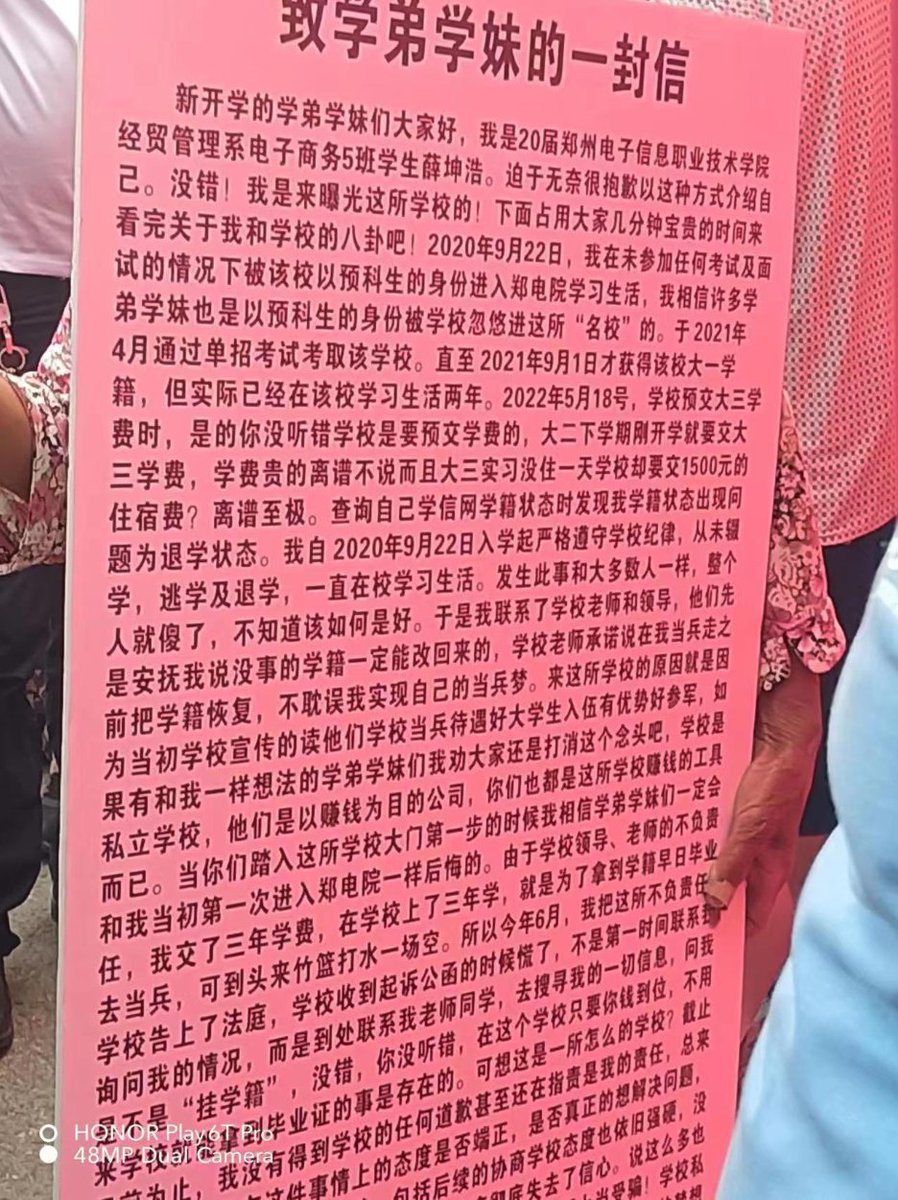 致学弟学妹的一封信
新开学的学弟学妹们大家好，我是20届郑州电子信息职业技术学院
经贸管理系电子商务5班学生薛坤浩。迫于无奈很抱歉以这种方式介绍自
己。没错！我是来曝光这所学校的！下面占用大家几分钟宝贵的时间来
看完关于我和学校的八卦吧！2020年9月22日，我在未参加任何考试及面
试的情况下被该校以预科生的身份进入郑电院学习生活，我相信许多学
弟学妹也是以预科生的身份被学校忽悠进这所“名校”的。于2021年
4月通过单招考试考取该学校。直至2021年9月1日才获得该校大一学
籍，但实际已经在该校学习生活两年。2022年5月18号，学校预交大三学
费时，是的你没听错学校是要预交学费的，大二下学期刚开学就要交大
三学费，学费贵的离谱不说而且大三实习没住一天学校却要交1500元的
住宿费？离谱至极。查询自己学信网学籍状态时发现我学籍状态出现问
题为退学状态。我自2020年9月22日入学起严格遵守学校纪律，从未辍
学，逃学及退学，一直在校学习生活。发生此事和大多数人一样，整个
人就傻了，不知道该如何是好。于是我联系了学校老师和领导，他们先
是安抚我说没事的学籍一定能改回来的，学校老师承诺说在我当兵走之
前把学籍恢复，不耽误我实现自己的当兵梦。来这所学校的原因就是因
为当初学校宣传的读他们学校当兵待遇好大学生入伍有优势好参军，如
果有和我一样想法的学弟学妹们我劝大家还是打消这个念头吧，学校是
私立学校，他们是以赚钱为目的公司，你们也都是这所学校赚钱的工具
而已。当你们踏入这所学校大门第一步的时候我相信学弟学妹们一定会
和我当初第一次进入郑电院一样后悔的。由于学校领导、老师的不负责
任，我交了三年学费，在学校上了三年学，就是为了拿到学籍早日毕业
去当兵，可到头来竹篮打水一场空。所以今年6月，我把这所不负责任
学校告上了法庭，学校收到起诉公函的时候慌了，不是第一时间联系
询问我的情况，而是到处联系我老师同学，去搜寻我的一切信息，问我
是不是“挂学籍”，没错，你没听错，在这个学校只要你钱到位，不用
来学校 毕业证的事是存在的。可想这是一所怎么的学校？截止
为止，我没有得到学校的任何道歉甚至还在指责是我的责任，总来
这件事情上的态度是否端正，是否真正的想解决问题，
包括后续的协商学校态度也依旧强硬，没
彻底失去了信心。说这么多也
上当受骗！学校私
HONOR Play6T Pro
48MP Dual Camera